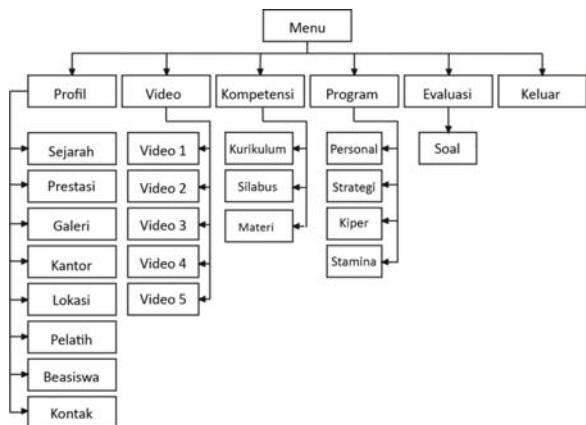 Menu
Profil
Video
Kompetensi
Program
Evaluasi
Keluar
Sejarah
Prestasi
Galeri
Kantor
Lokasi
Pelatih
Beasiswa
Kontak
Video 1
Video 2
Video 3
Video 4
Video 5
Kurikulum
Silabus
Materi
Personal
Strategi
Kiper
Stamina
Soal